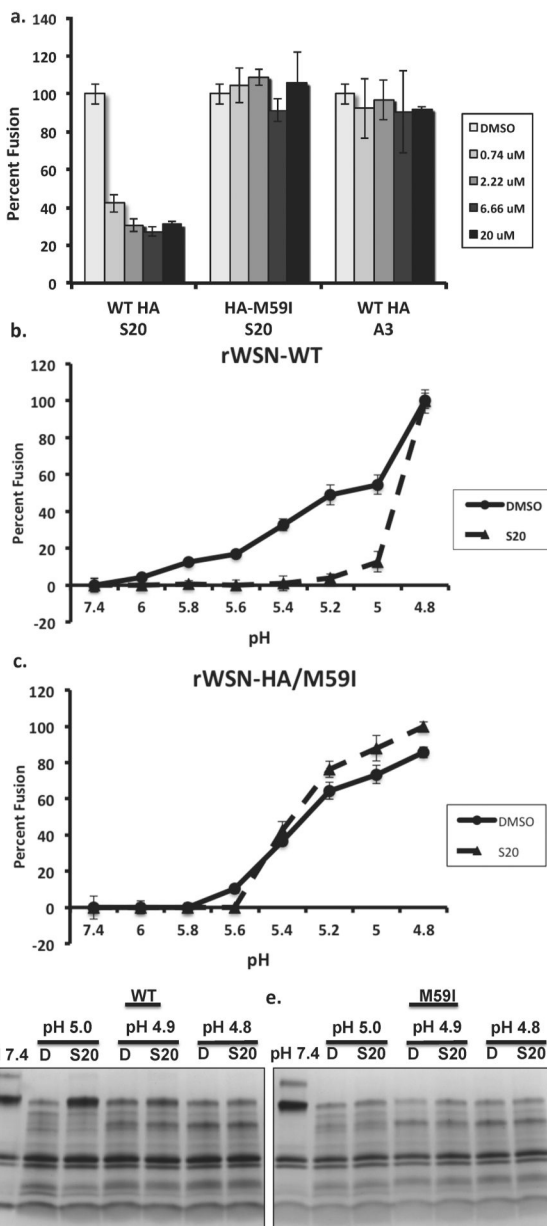 a.
140
120
100
80
60
40
20
0
Percent Fusion
WT HA HA-M59I WT HA
S20 S20 A3
DMSO
0.74 uM
2.22 uM
6.66 uM
20 uM
b.
rWSN-WT
120
100
80
60
40
20
0
-20
Percent Fusion
7.4 6 5.8 5.6 5.4 5.2 5 4.8
pH
DMSO
S20
c.
rWSN-HA/M59I
120
100
80
60
40
20
0
-20
Percent Fusion
7.4 6 5.8 5.6 5.4 5.2 5 4.8
pH
DMSO
S20
WT
pH 5.0 pH 4.9 pH 4.8
7.4 D S20 D S20 D S20
e.
M59I
pH 5.0 pH 4.9 pH 4.8
pH 7.4 D S20 D S20 D S20